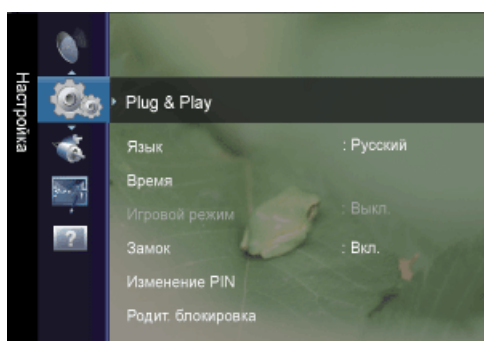 Настройка
Plug & Play
Язык : Русский
Время
Игровой режим : Выкл.
Замок : Вкл.
Изменение PIN
Родит. блокировка
?